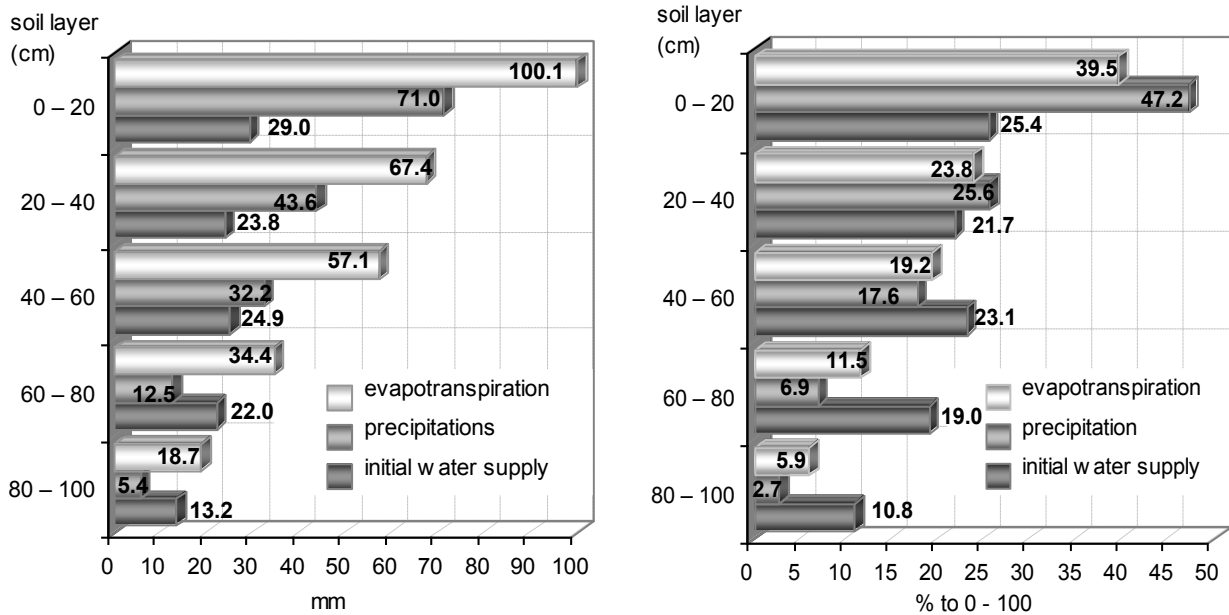 soil layer
(cm)
0 – 20
20 – 40
40 – 60
60 – 80
80 – 100
100.1
71.0
29.0
67.4
43.6
23.8
57.1
32.2
24.9
34.4
12.5
22.0
18.7
5.4
13.2
evapotranspiration
precipitations
initial water supply
0 10 20 30 40 50 60 70 80 90 100
mm
soil layer
(cm)
0 – 20
20 – 40
40 – 60
60 – 80
80 – 100
39.5
47.2
25.4
23.8
25.6
21.7
19.2
17.6
23.1
11.5
6.9
19.0
5.9
2.7
10.8
evapotranspiration
precipitation
initial water supply
0 5 10 15 20 25 30 35 40 45 50
% to 0 - 100